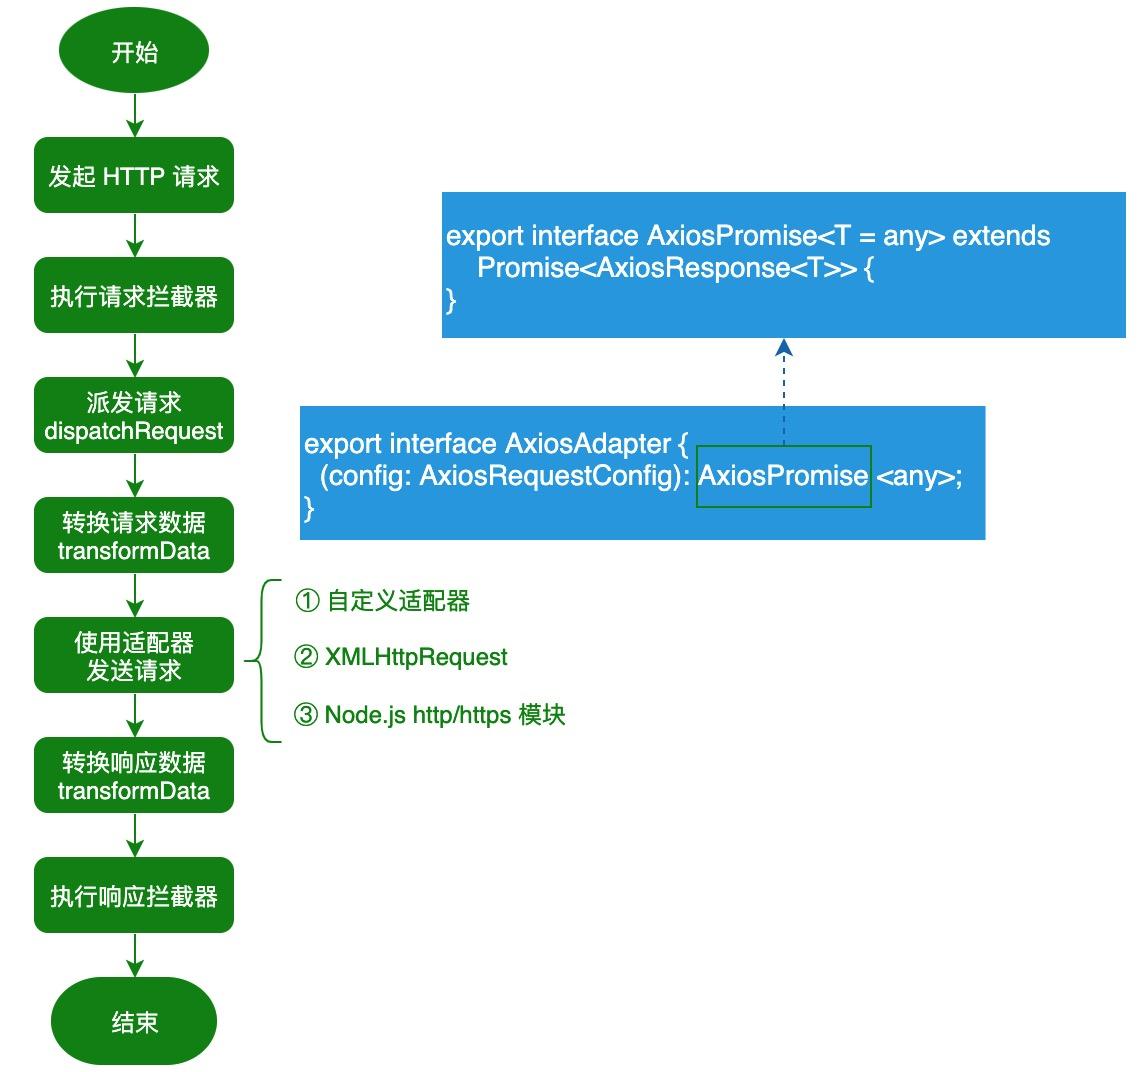 开始
发起 HTTP 请求
执行请求拦截器
派发请求
dispatchRequest
转换请求数据
transformData
使用适配器
发送请求
转换响应数据
transformData
执行响应拦截器
结束
① 自定义适配器
② XMLHttpRequest
③ Node.js http/https 模块
export interface AxiosPromise<T = any> extends
Promise<AxiosResponse<T>> {
}
export interface AxiosAdapter {
(config: AxiosRequestConfig): AxiosPromise <any>;
}